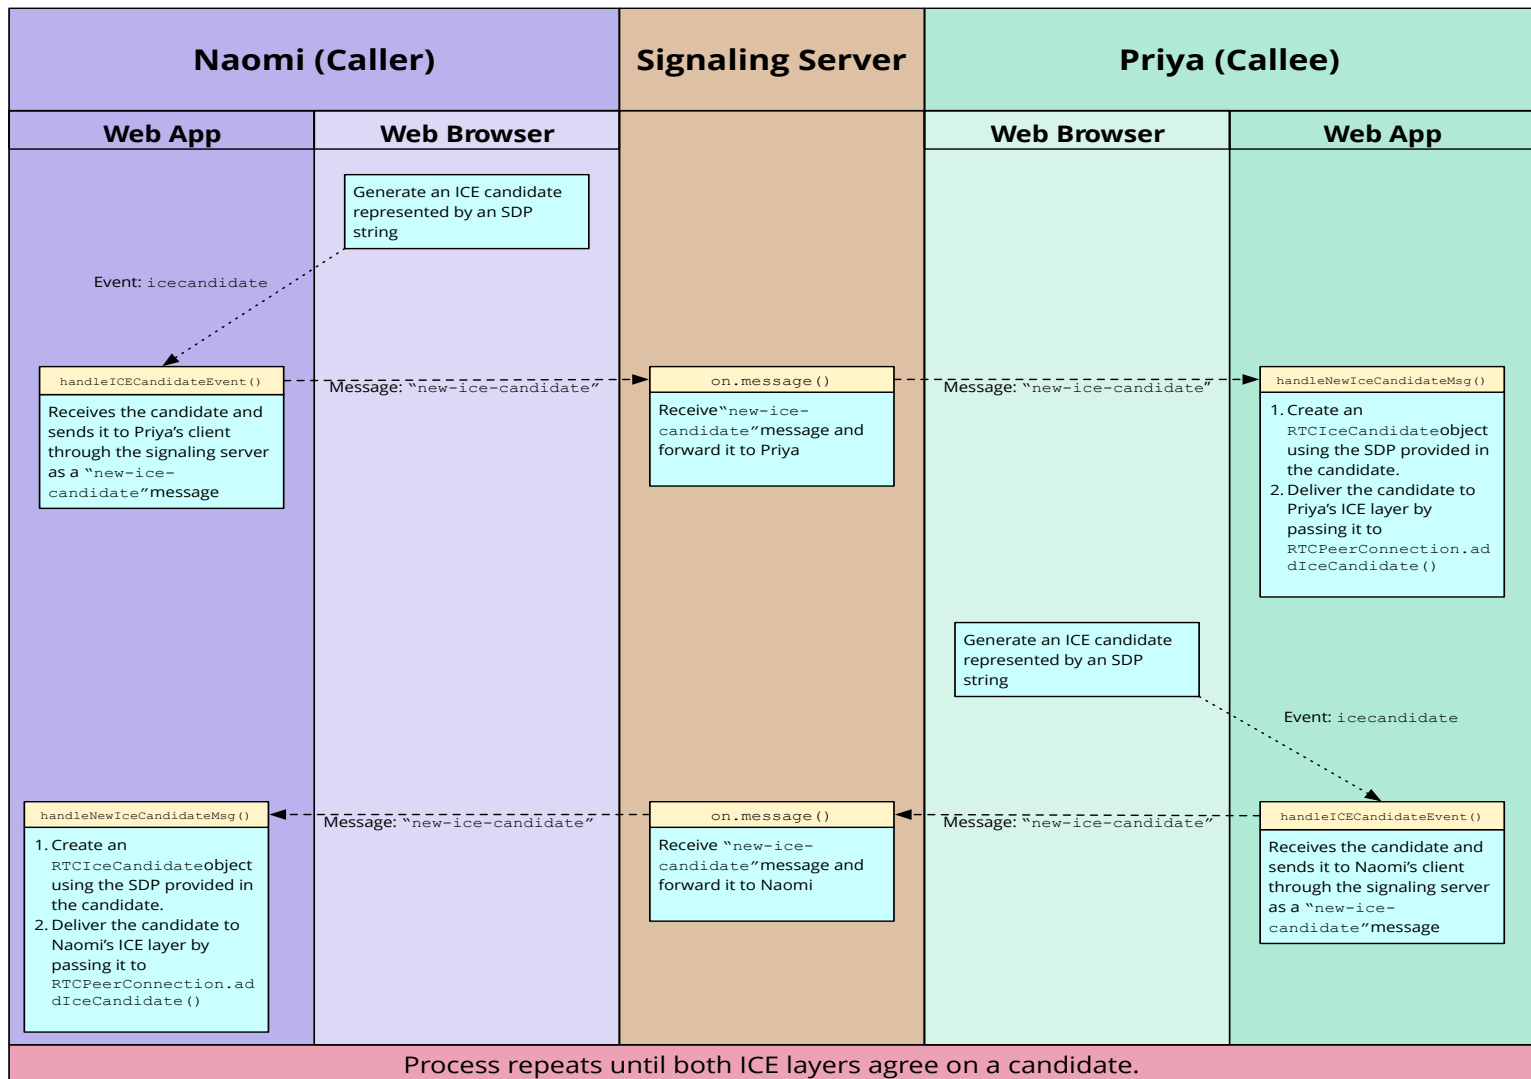 Naomi (Caller)
Signaling Server
Priya (Callee)
Web App
Web Browser
Web Browser
Web App
Generate an ICE candidate
represented by an SDP
string
Event: icecandidate
handleICECandidateEvent()
Receives the candidate and
sends it to Priya’s client
through the signaling server
as a “new-ice-
candidate” message
Message: “new-ice-candidate”
on.message()
Receive “new-ice-
candidate” message and
forward it to Priya
Message: “new-ice-candidate”
handleNewIceCandidateMsg()
1. Create an
RTCIceCandidate object
using the SDP provided in
the candidate.
2. Deliver the candidate to
Priya’s ICE layer by
passing it to
RTCPeerConnection.ad
dIceCandidate()
Generate an ICE candidate
represented by an SDP
string
Event: icecandidate
handleNewIceCandidateMsg()
1. Create an
RTCIceCandidate object
using the SDP provided in
the candidate.
2. Deliver the candidate to
Naomi’s ICE layer by
passing it to
RTCPeerConnection.ad
dIceCandidate()
Message: “new-ice-candidate”
on.message()
Receive “new-ice-
candidate” message and
forward it to Naomi
Message: “new-ice-candidate”
handleICECandidateEvent()
Receives the candidate and
sends it to Naomi’s client
through the signaling server
as a “new-ice-
candidate” message
Process repeats until both ICE layers agree on a candidate.